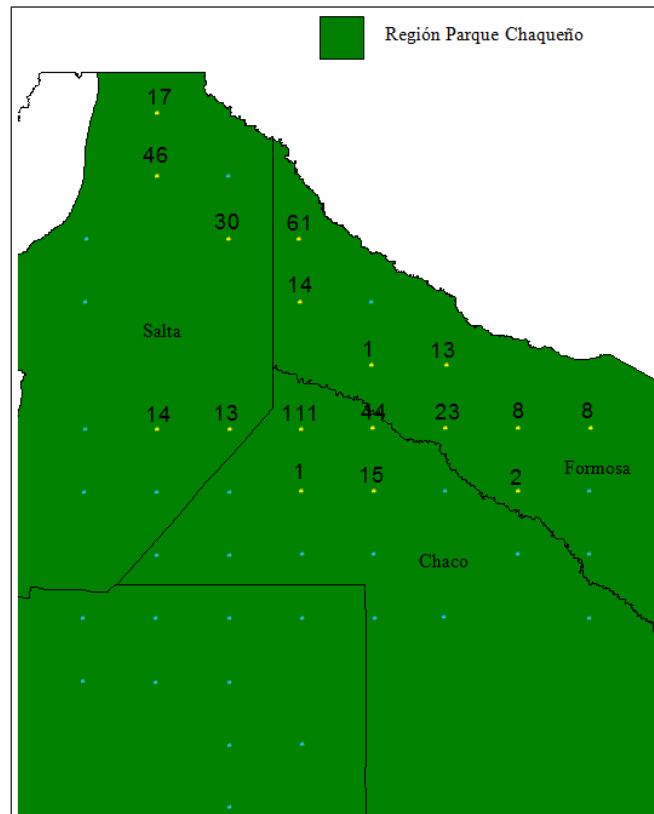 Región Parque Chaqueño
17
46
30 61
14
Salta
1 13
14 13 111 44 23 8 8
Formosa
1 15 2
Chaco